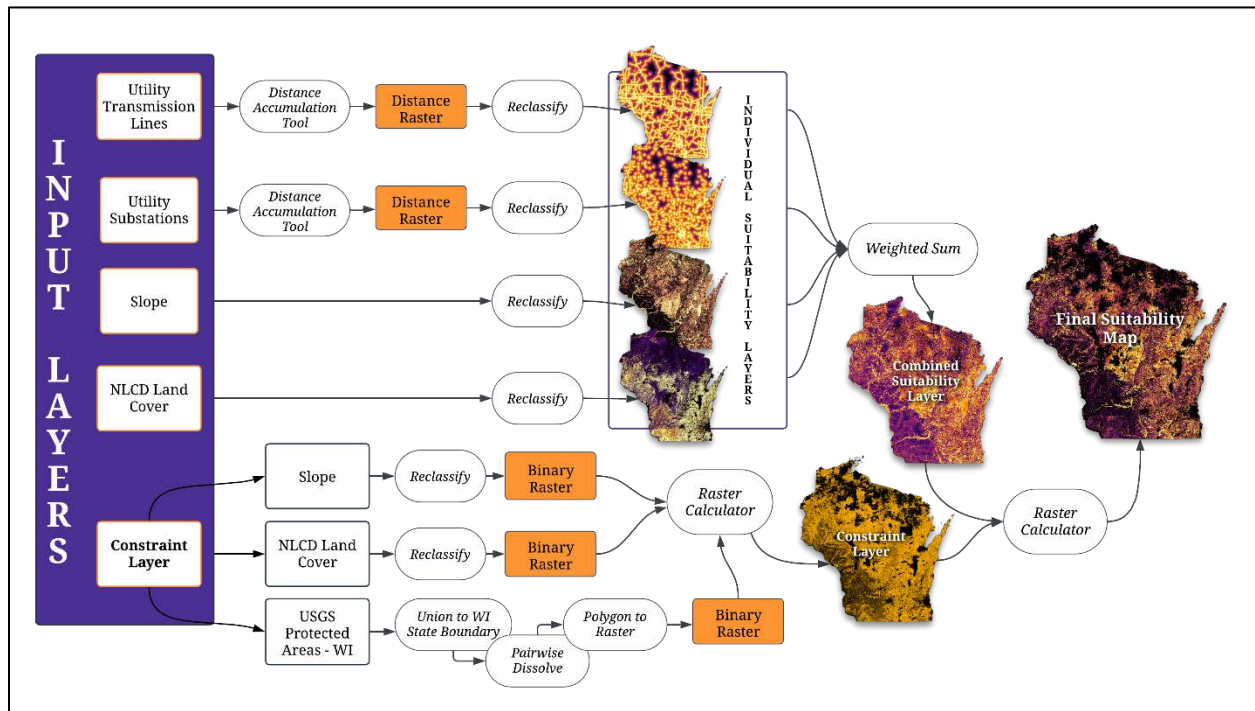 INPUT LAYERS
Utility
Transmission
Lines
Distance
Accumulation
Tool
Distance
Raster
Reclassify
Utility
Substations
Distance
Accumulation
Tool
Distance
Raster
Reclassify
Slope
Reclassify
NLCD Land
Cover
Reclassify
INDIVIDUAL SUITABILITY LAYERS
Weighted Sum
Combined
Suitability
Layer
Final Suitability
Map
Constraint
Layer
Slope
Reclassify
Binary
Raster
NLCD Land
Cover
Reclassify
Binary
Raster
Raster
Calculator
Constraint
Layer
Raster
Calculator
USGS
Protected
Areas - WI
Union to WI
State Boundary
Pairwise
Dissolve
Polygon to
Raster
Binary
Raster